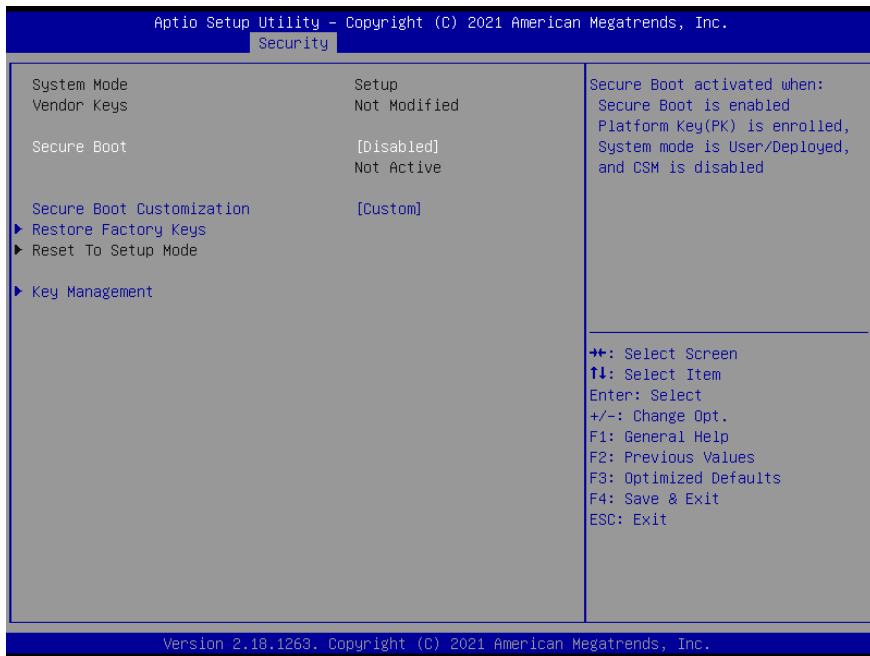 Aptio Setup Utility – Copyright (C) 2021 American Megatrends, Inc.
Security
System Mode Setup
Vendor Keys Not Modified
Secure Boot [Disabled]
Not Active
Secure Boot Customization [Custom]
Restore Factory Keys
Reset To Setup Mode
Key Management
Secure Boot activated when:
Secure Boot is enabled
Platform Key(PK) is enrolled,
System mode is User/Deployed,
and CSM is disabled
→←: Select Screen
↑↓: Select Item
Enter: Select
+/-: Change Opt.
F1: General Help
F2: Previous Values
F3: Optimized Defaults
F4: Save & Exit
ESC: Exit
Version 2.18.1263. Copyright (C) 2021 American Megatrends, Inc.